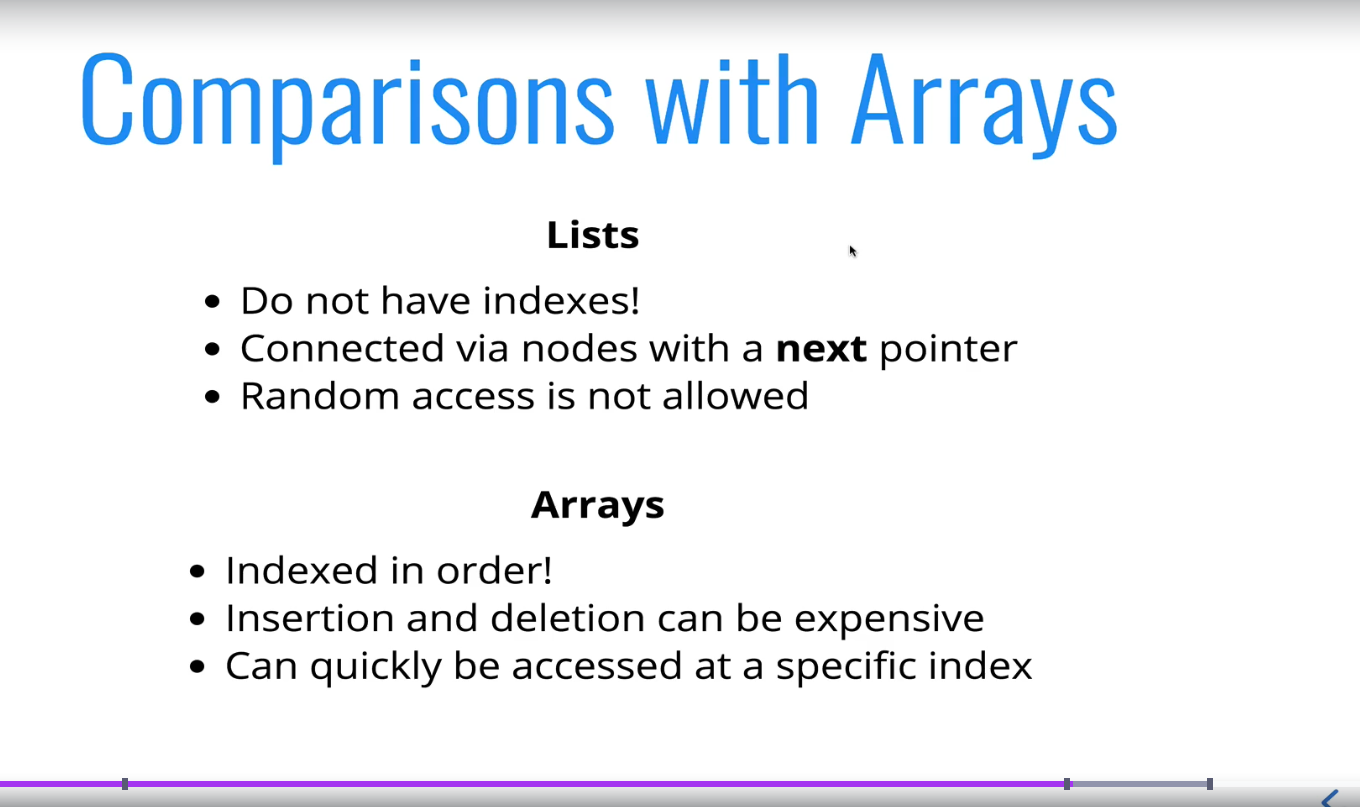 Comparisons with Arrays
Lists
Do not have indexes!
Connected via nodes with a next pointer
Random access is not allowed
Arrays
Indexed in order!
Insertion and deletion can be expensive
Can quickly be accessed at a specific index